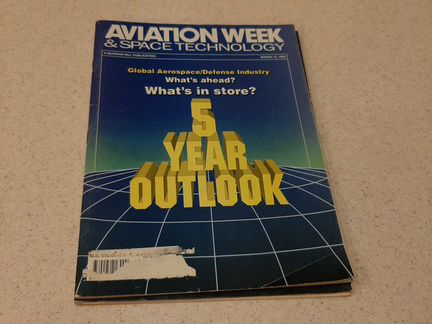 AVIATION WEEK
& SPACE TECHNOLOGY
A McGRAW-HILL PUBLICATION
MARCH
Global Aerospace/Defense Industry
What's ahead?
What's in store?
5
YEAR
OUTLOOK